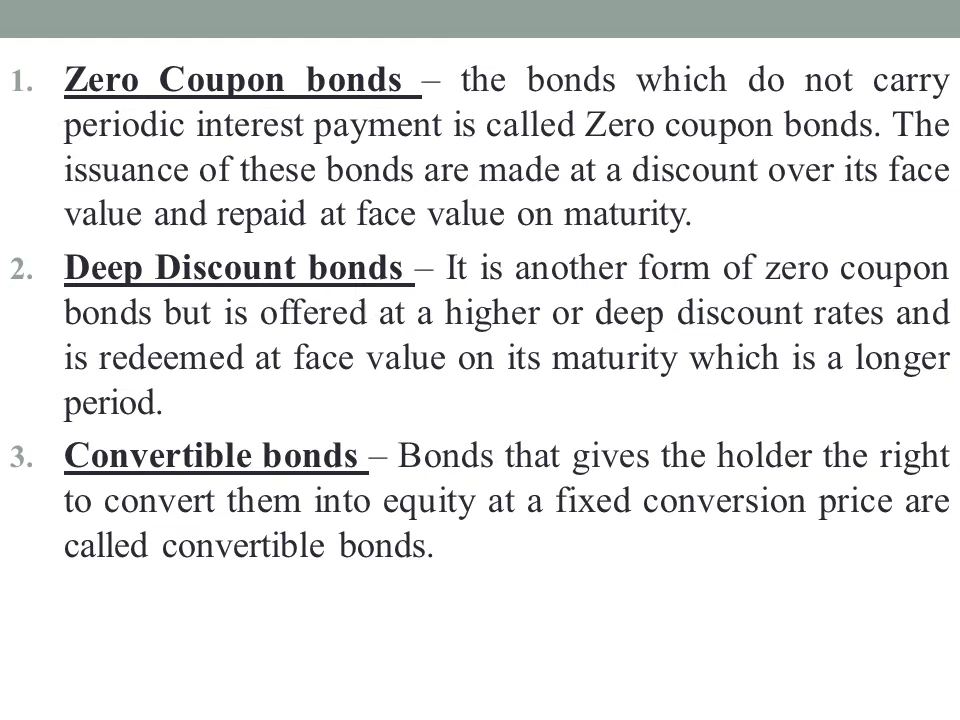 1. Zero Coupon bonds – the bonds which do not carry
periodic interest payment is called Zero coupon bonds. The
issuance of these bonds are made at a discount over its face
value and repaid at face value on maturity.
2. Deep Discount bonds – It is another form of zero coupon
bonds but is offered at a higher or deep discount rates and
is redeemed at face value on its maturity which is a longer
period.
3. Convertible bonds – Bonds that gives the holder the right
to convert them into equity at a fixed conversion price are
called convertible bonds.